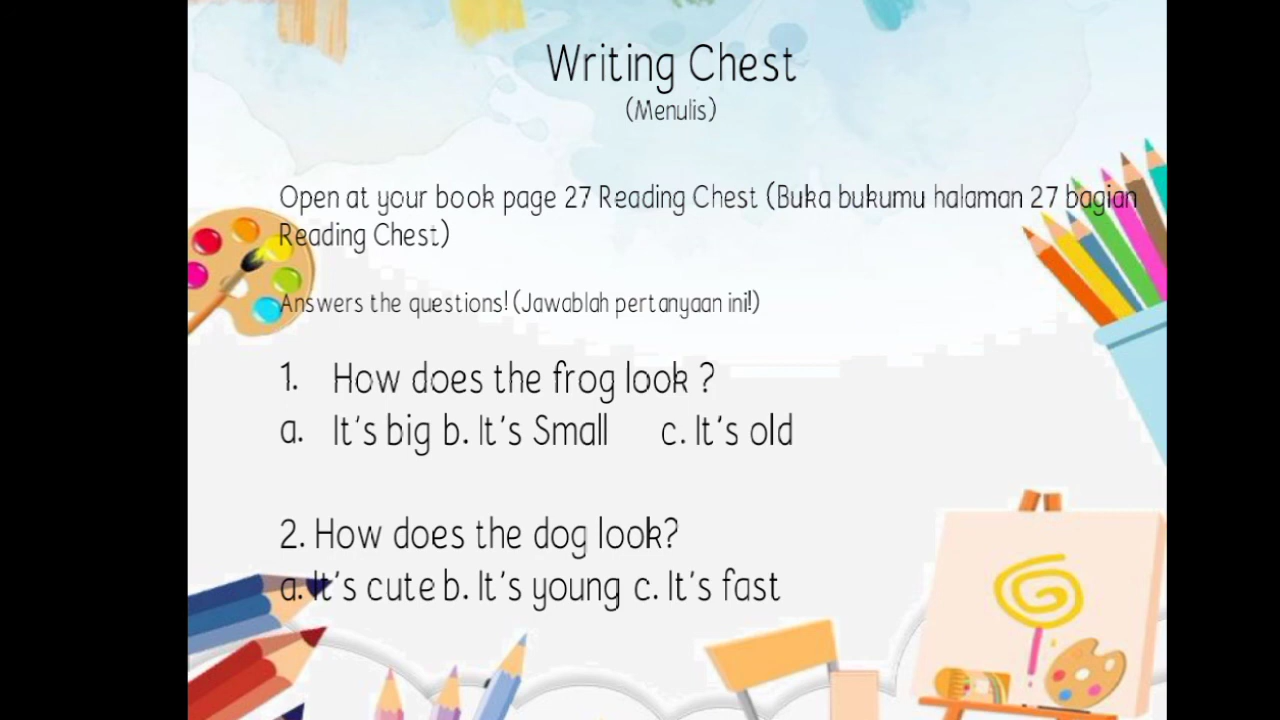 Writing Chest
(Menulis)
Open at your book page 27 Reading Chest (Buka bukumu halaman 27 bagian
Reading Chest)
Answers the questions! (Jawablah pertanyaan ini!)
1. How does the frog look ?
a. It's big b. It's Small c. It's old
2. How does the dog look?
a. It's cute b. It's young c. It's fast